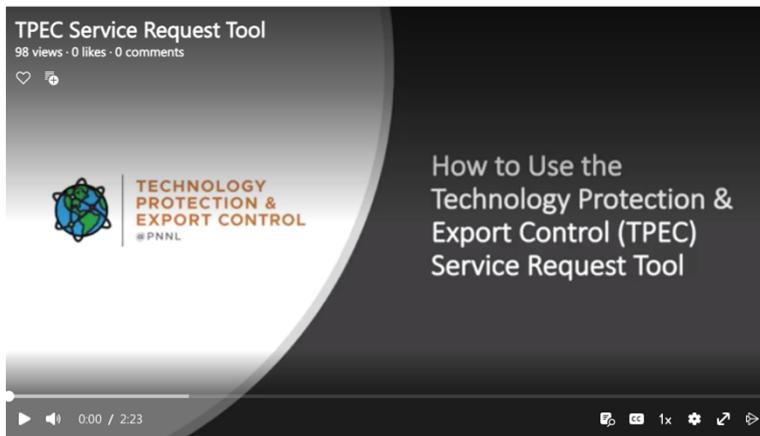 TPEC Service Request Tool
98 views · 0 likes · 0 comments
TECHNOLOGY
PROTECTION &
EXPORT CONTROL
@PNNL
How to Use the
Technology Protection &
Export Control (TPEC)
Service Request Tool
0:00 / 2:23
CC
1x